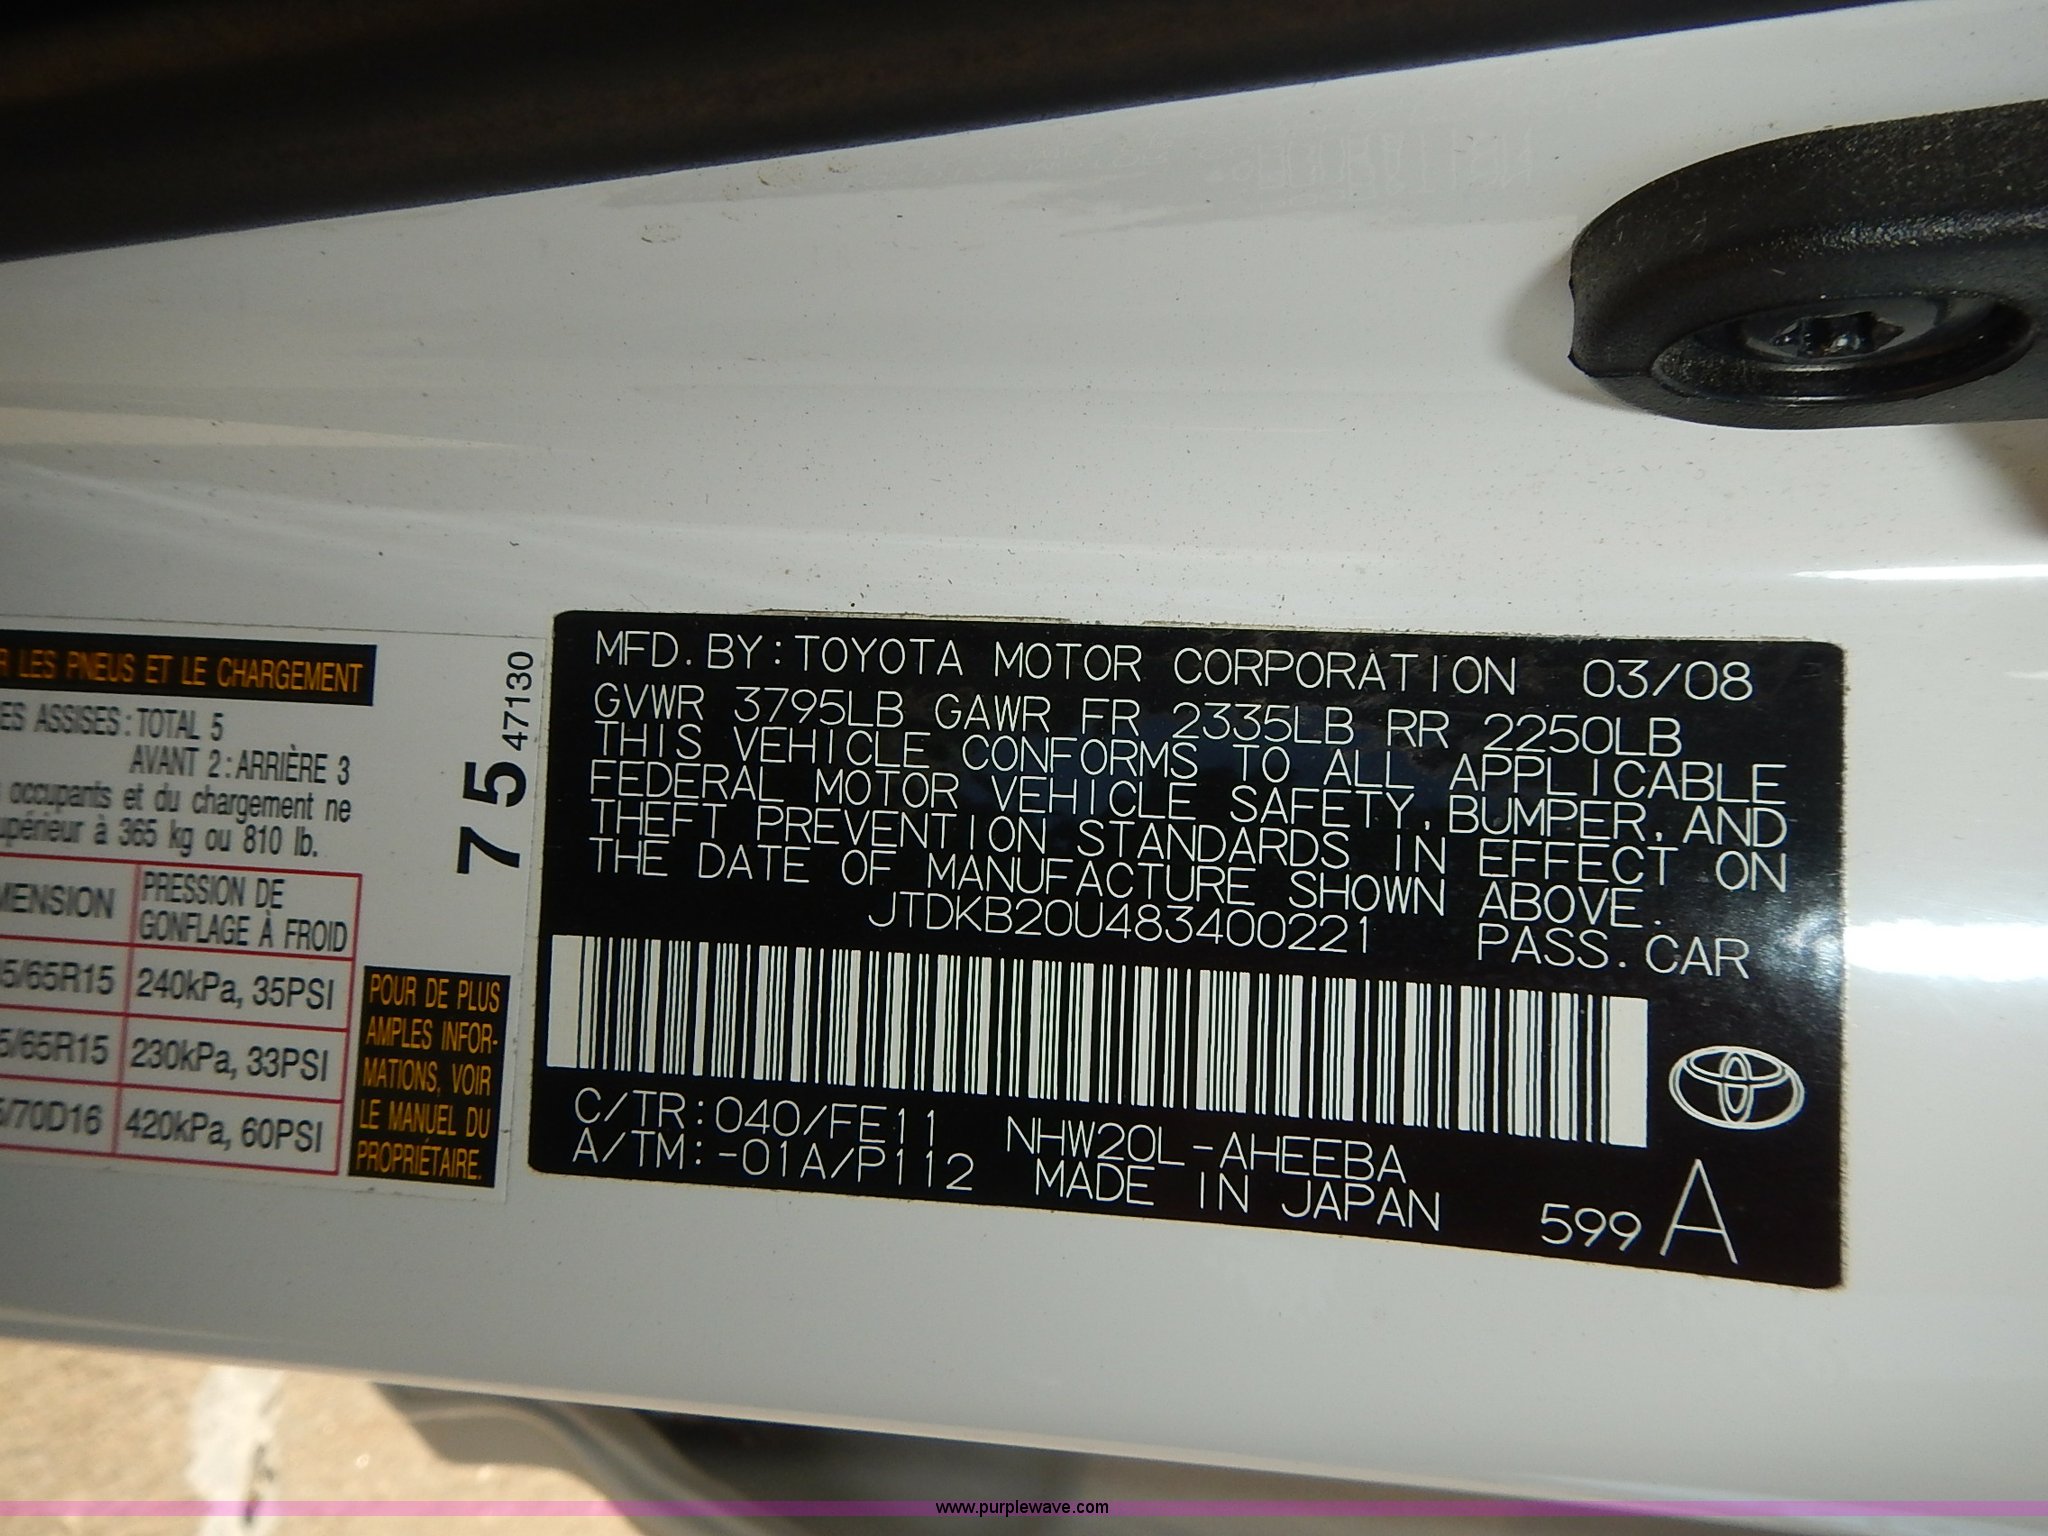 LES PNEUS ET LE CHARGEMENT
ASSISES: TOTAL 5
AVANT 2: ARRIÈRE 3
occupants et du chargement ne
à 365 kg ou 810 lb.
PRESSION DE
GONFLAGE À FROID
/65R15 240kPa, 35PSI
/65R15 230kPa, 33PSI
/70D16 420kPa, 60PSI
POUR DE PLUS
AMPLES INFOR-
MATIONS, VOIR
LE MANUEL DU
PROPRIÉTAIRE.
75 47130
MFD. BY: TOYOTA MOTOR CORPORATION 03/08
GVWR 3795LB GAWR FR 2335LB RR 2250LB
THIS VEHICLE CONFORMS TO ALL APPLICABLE
FEDERAL MOTOR VEHICLE SAFETY, BUMPER, AND
THEFT PREVENTION STANDARDS IN EFFECT ON
THE DATE OF MANUFACTURE SHOWN ABOVE.
JTDKB20U483400221 PASS. CAR
C/TR: 040/FE11 NHW20L-AHEEBA
A/TM: -01A/P112 MADE IN JAPAN 599 A
www.purplewave.com